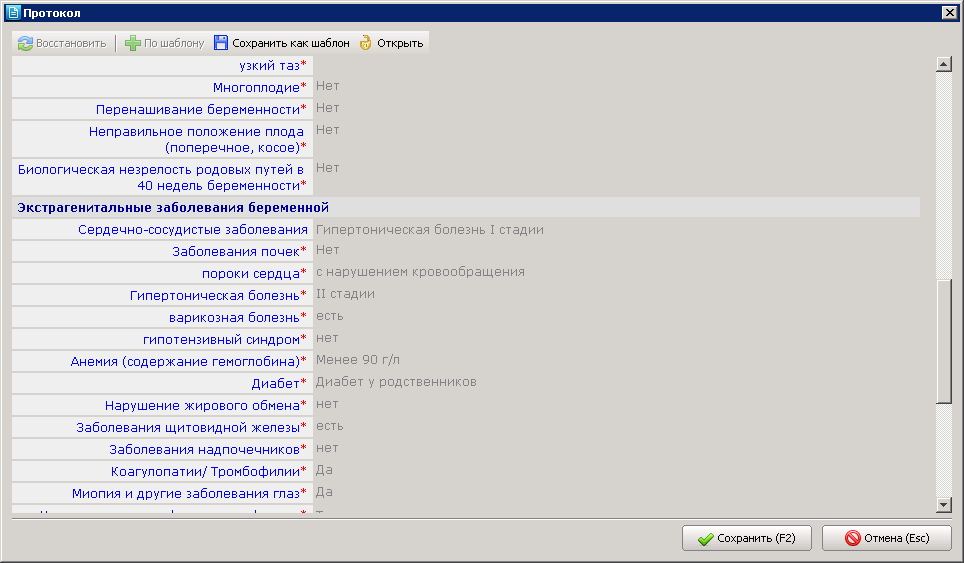 Протокол
Восстановить По шаблону Сохранить как шаблон Открыть
узкий таз*
Многоплодие* Нет
Перенашивание беременности* Нет
Неправильное положение плода Нет
(поперечное, косое)*
Биологическая незрелость родовых путей в Нет
40 недель беременности*
Экстрагенитальные заболевания беременной
Сердечно-сосудистые заболевания Гипертоническая болезнь I стадии
Заболевания почек* Нет
пороки сердца* с нарушением кровообращения
Гипертоническая болезнь* II стадии
варикозная болезнь* есть
гипотензивный синдром* нет
Анемия (содержание гемоглобина)* Менее 90 г/л
Диабет* Диабет у родственников
Нарушение жирового обмена* нет
Заболевания щитовидной железы* есть
Заболевания надпочечников* нет
Коагулопатии/ Тромбофилии* Да
Миопия и другие заболевания глаз* Да
Сохранить (F2) Отмена (Esc)